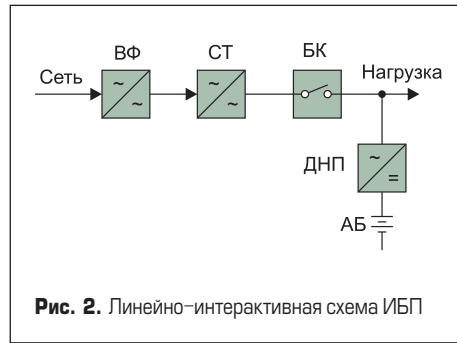 ВФ СТ БК
Сеть Нагрузка
~ ~ ~ ~
ДНП ~ =
АБ
Рис. 2. Линейно-интерактивная схема ИБП